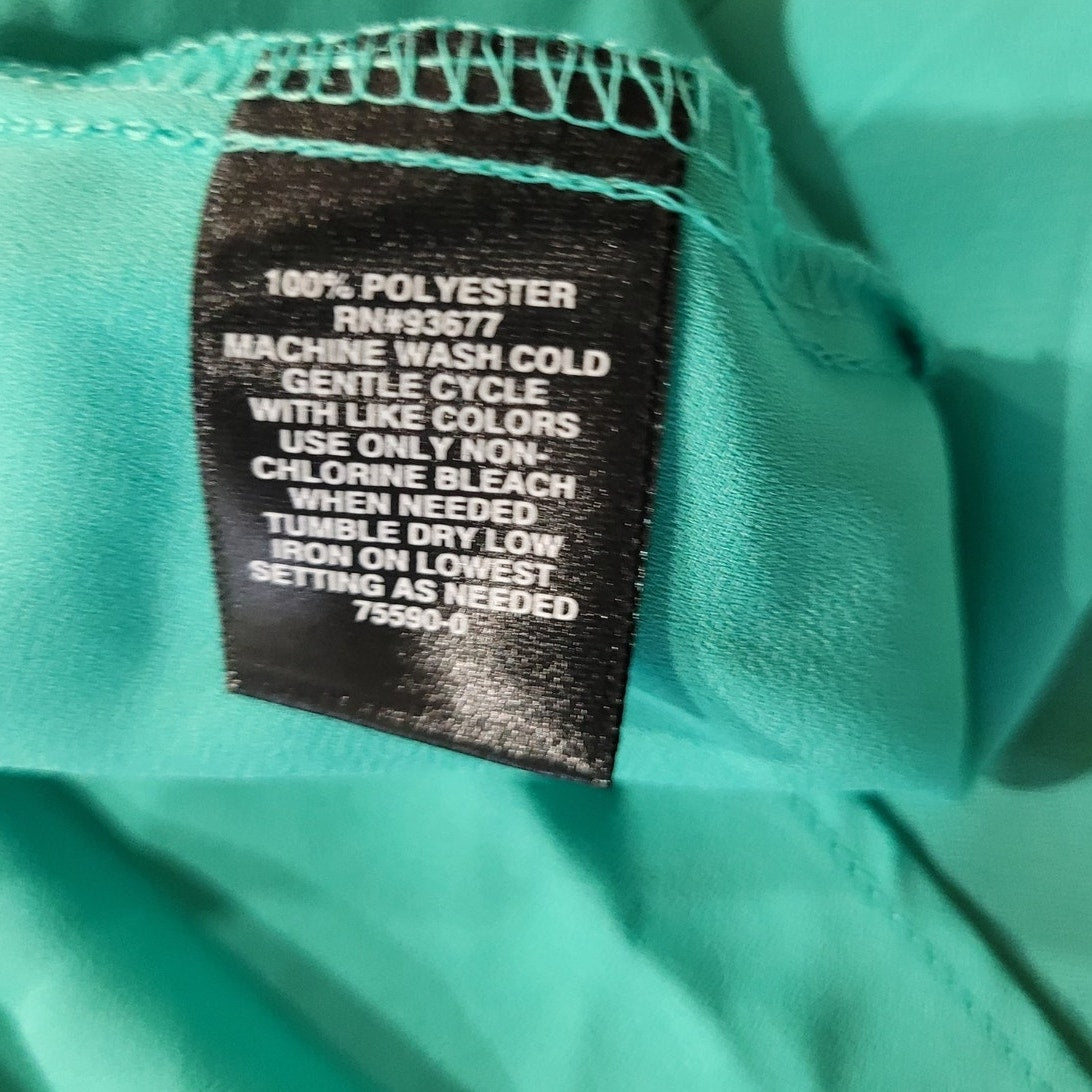 100% POLYESTER
RN#93677
MACHINE WASH COLD
GENTLE CYCLE
WITH LIKE COLORS
USE ONLY NON-
CHLORINE BLEACH
WHEN NEEDED
TUMBLE DRY LOW
IRON ON LOWEST
SETTING AS NEEDED
75590-0